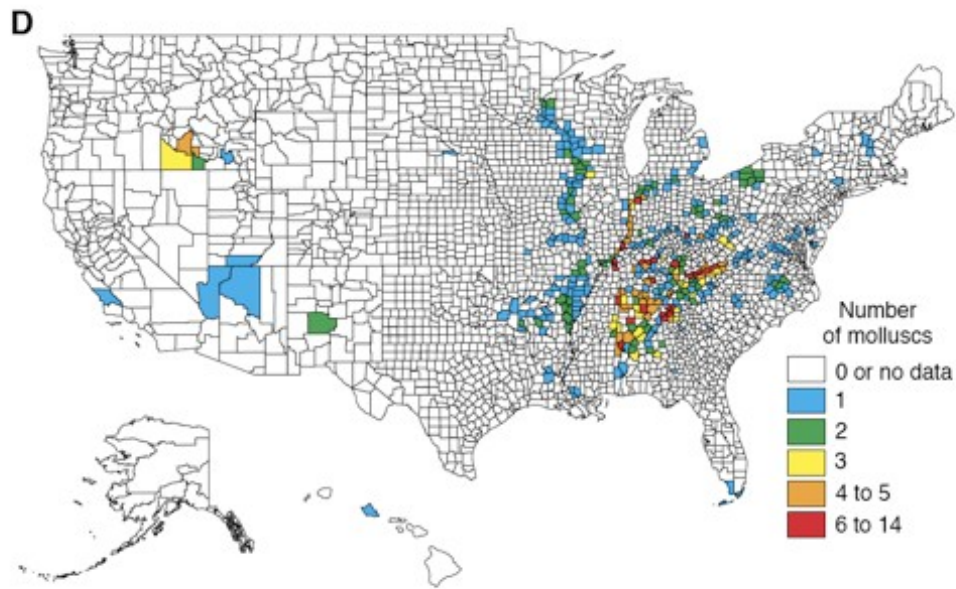 D
Number
of molluscs
0 or no data
1
2
3
4 to 5
6 to 14